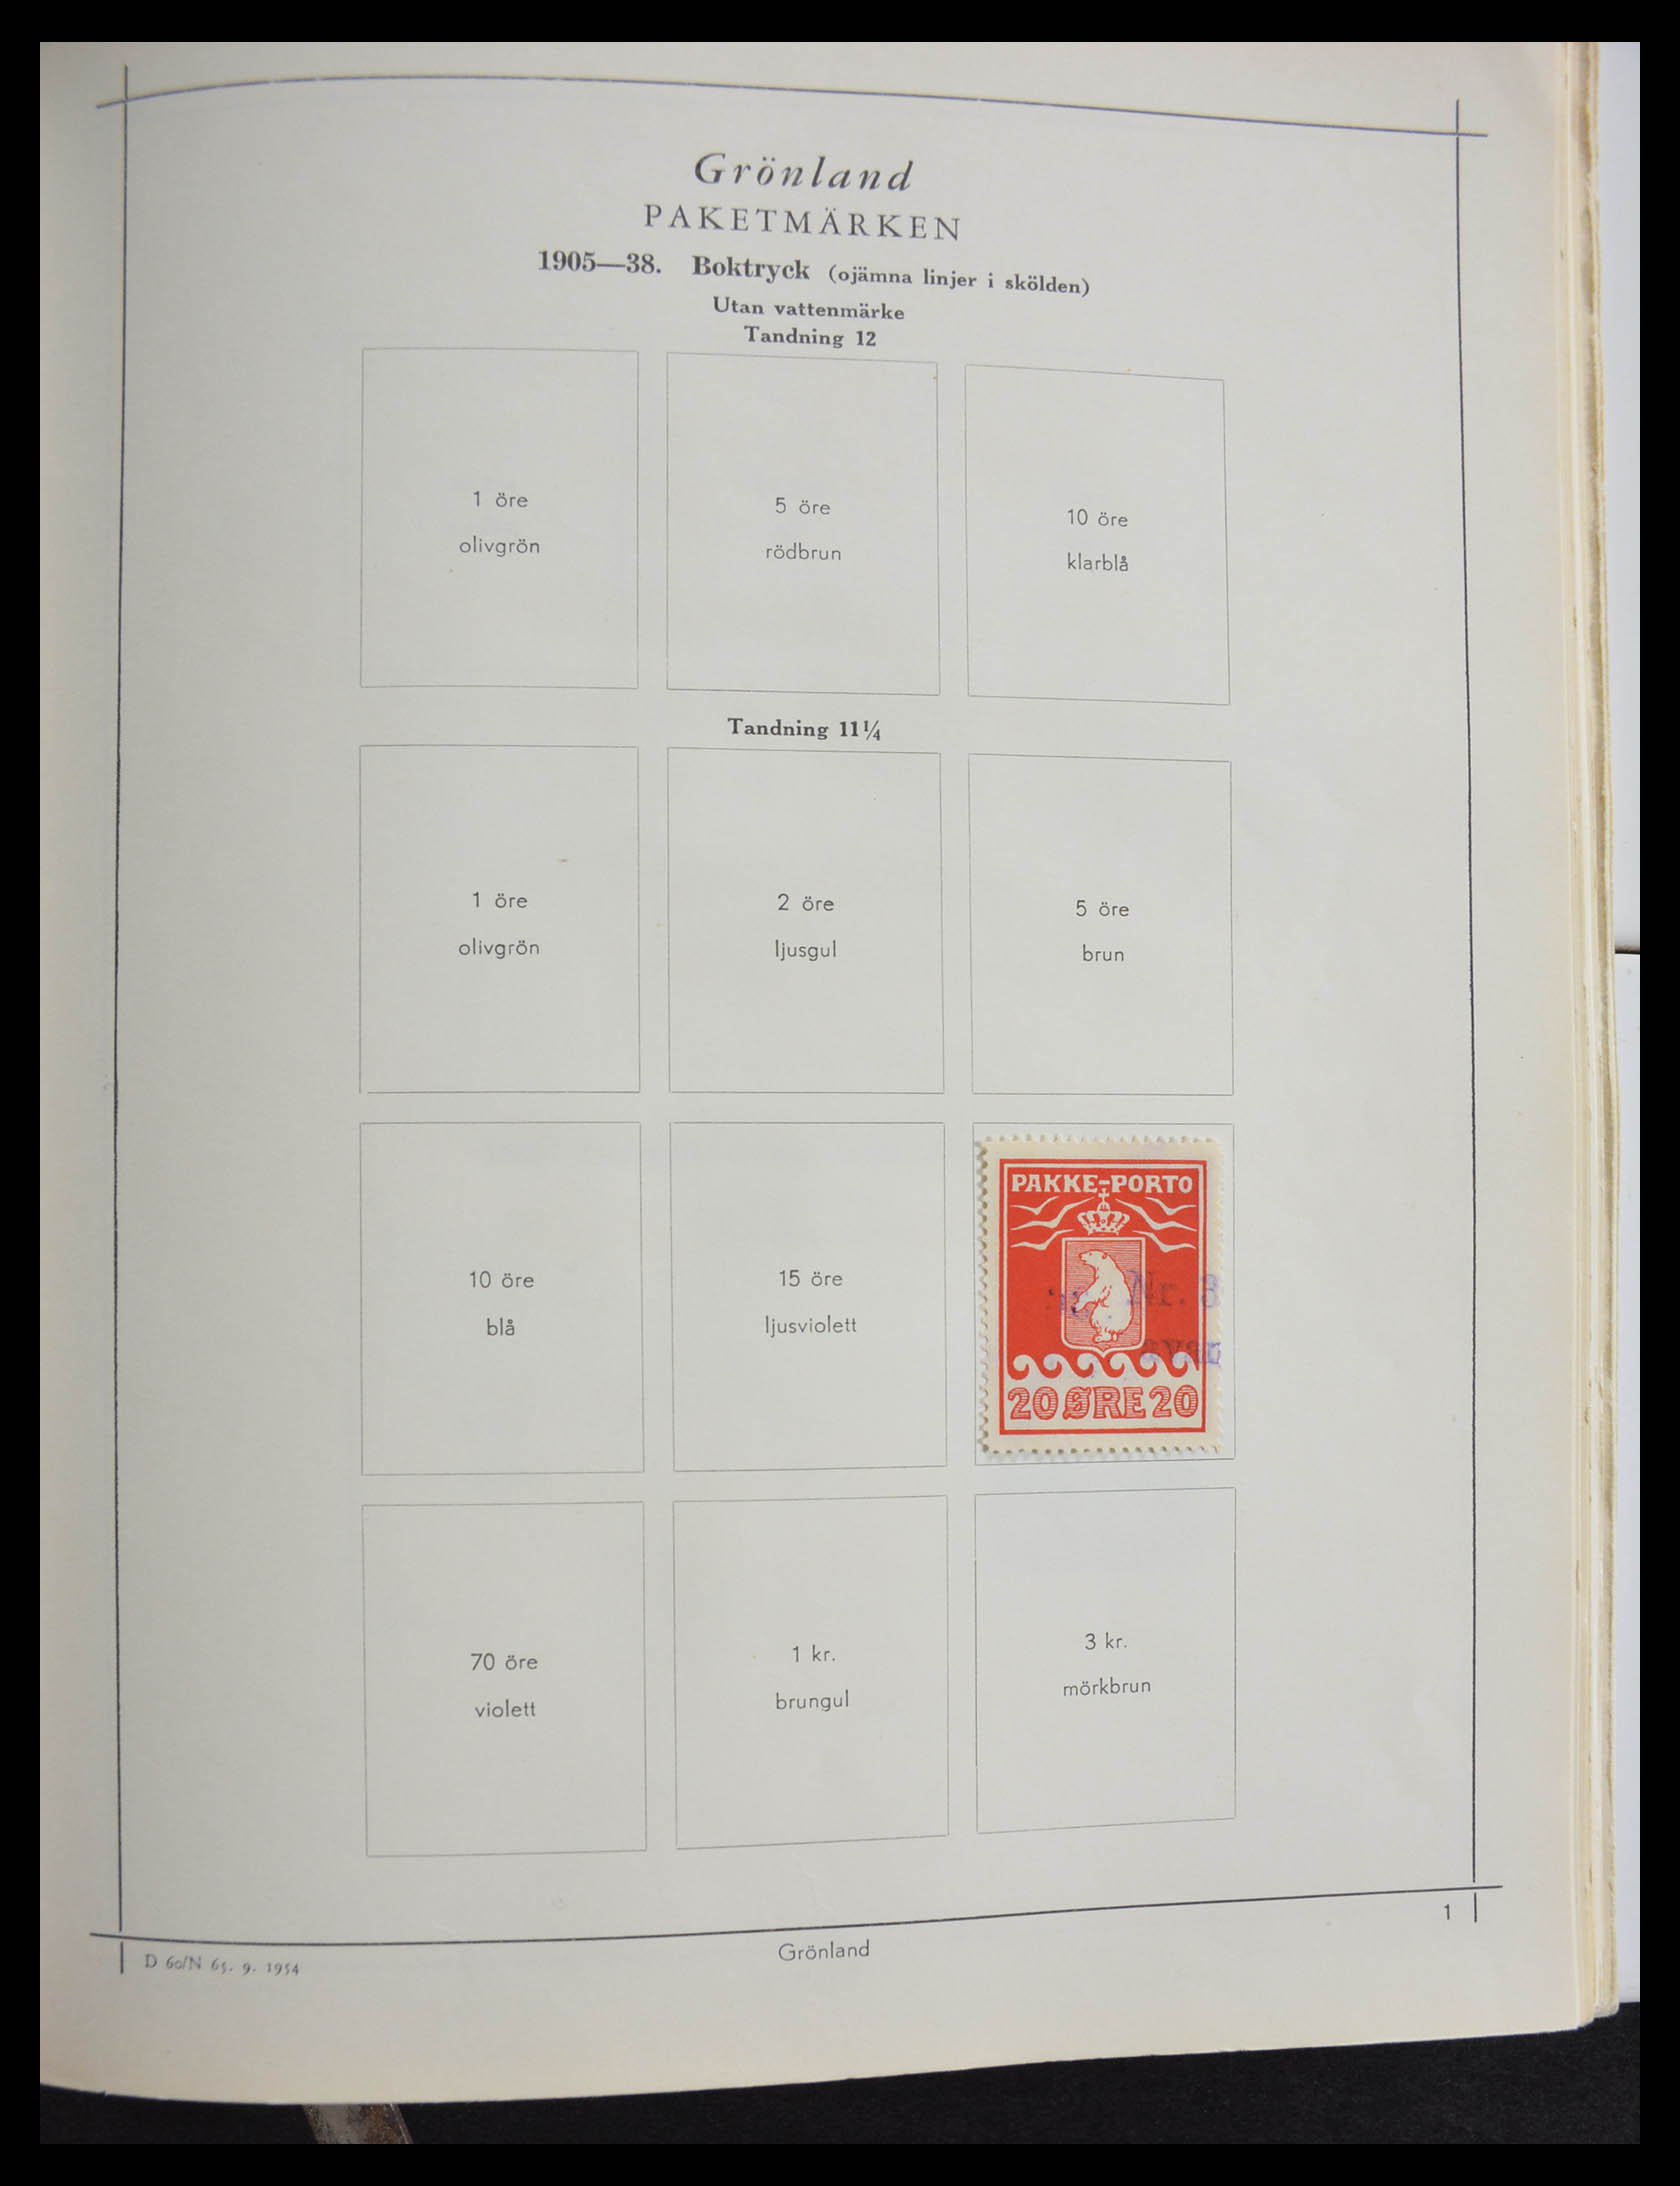 Grönland
PAKETMÄRKEN
1905—38. Boktryck (ojämna linjer i skölden)
Utan vattenmärke
Tandning 12
1 öre
olivgrön
5 öre
rödbrun
10 öre
klarblå
Tandning 11¼
1 öre
olivgrön
2 öre
ljusgul
5 öre
brun
10 öre
blå
15 öre
ljusviolett
PAKKE-PORTO
Nr. 3
20 ØRE 20
70 öre
violett
1 kr.
brungul
3 kr.
mörkbrun
1
Grönland
D 60/N 65. 9. 1954